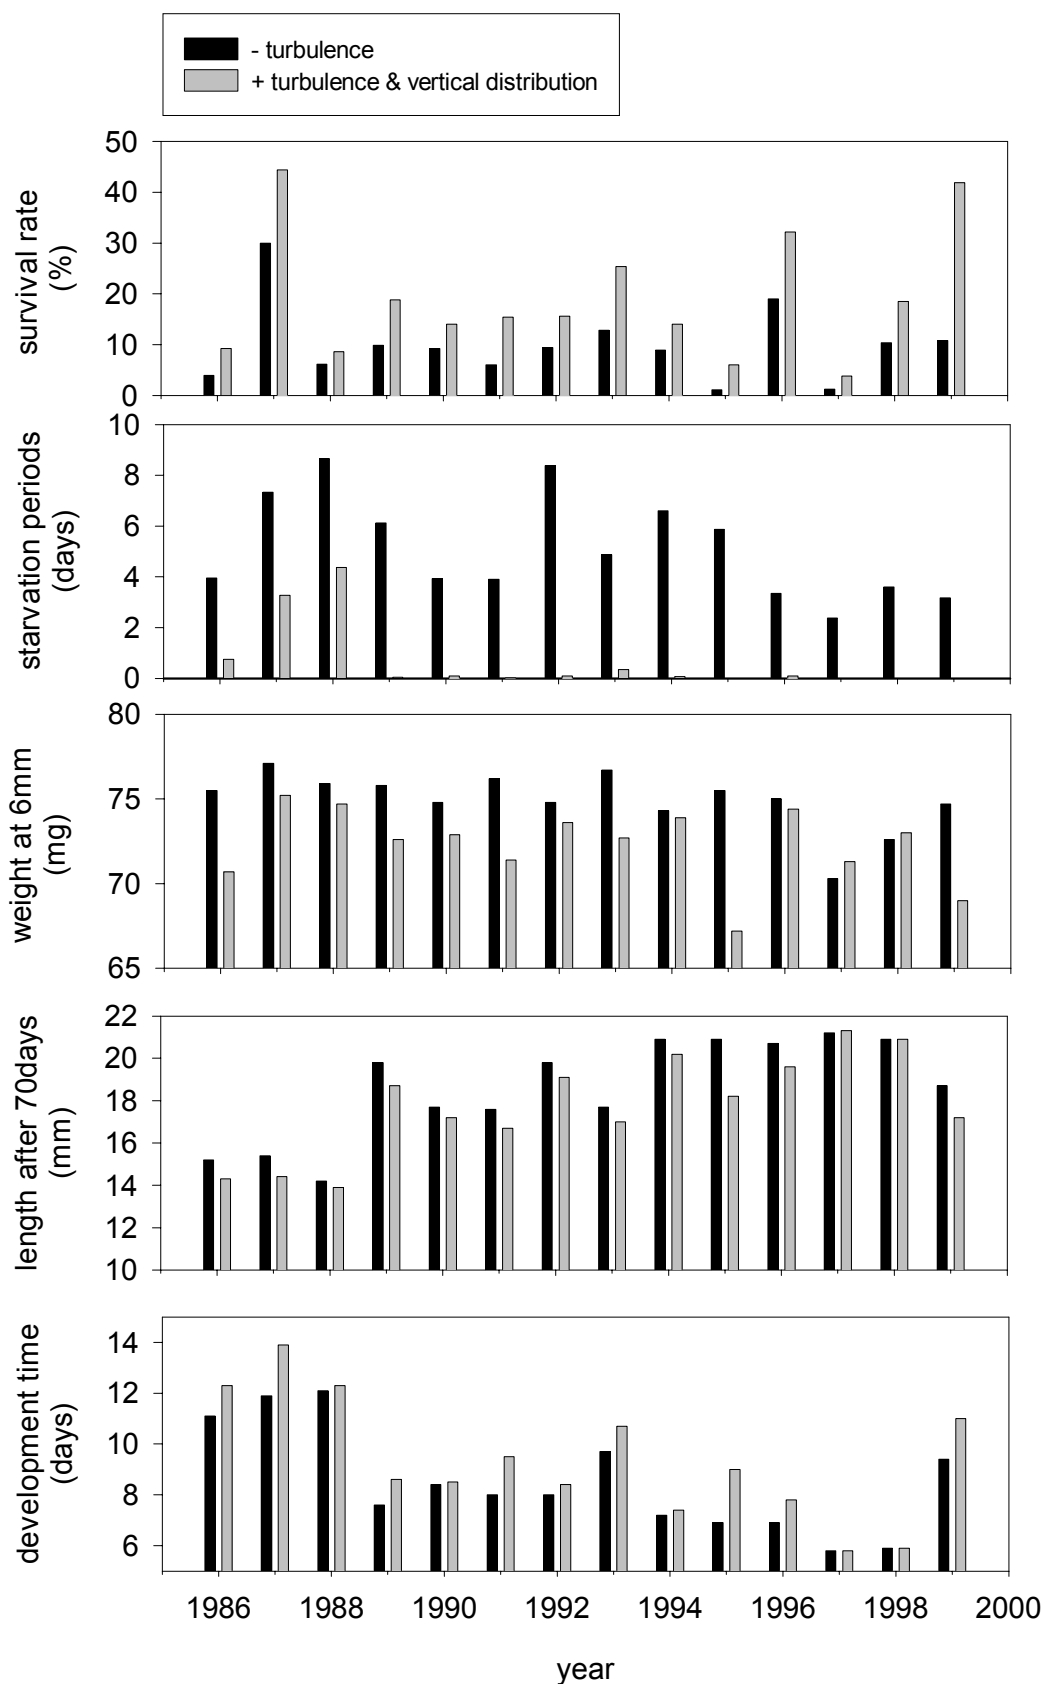 - turbulence
+ turbulence & vertical distribution
survival rate
(%)
50
40
30
20
10
0
starvation periods
(days)
10
8
6
4
2
0
weight at 6mm
(mg)
80
75
70
65
length after 70days
(mm)
22
20
18
16
14
12
10
development time
(days)
14
12
10
8
6
1986 1988 1990 1992 1994 1996 1998 2000
year